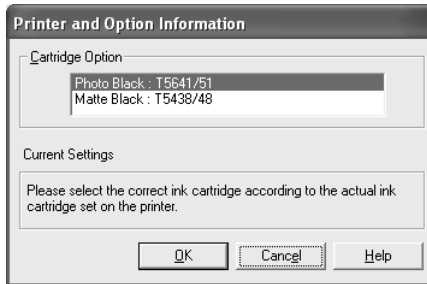 Printer and Option Information
Cartridge Option
Photo Black : T5641/51
Matte Black : T5438/48
Current Settings
Please select the correct ink cartridge according to the actual ink
cartridge set on the printer.
OK Cancel Help